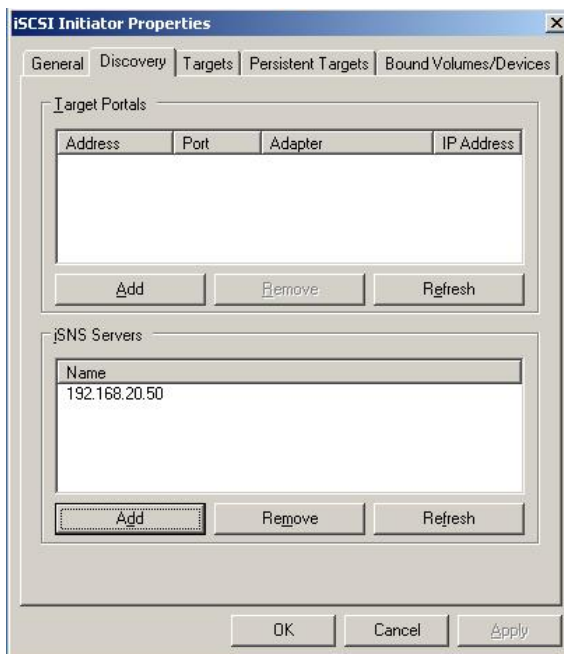 iSCSI Initiator Properties
General Discovery Targets Persistent Targets Bound Volumes/Devices
Target Portals
Address Port Adapter IP Address
Add Remove Refresh
iSNS Servers
Name
192.168.20.50
Add Remove Refresh
OK Cancel Apply